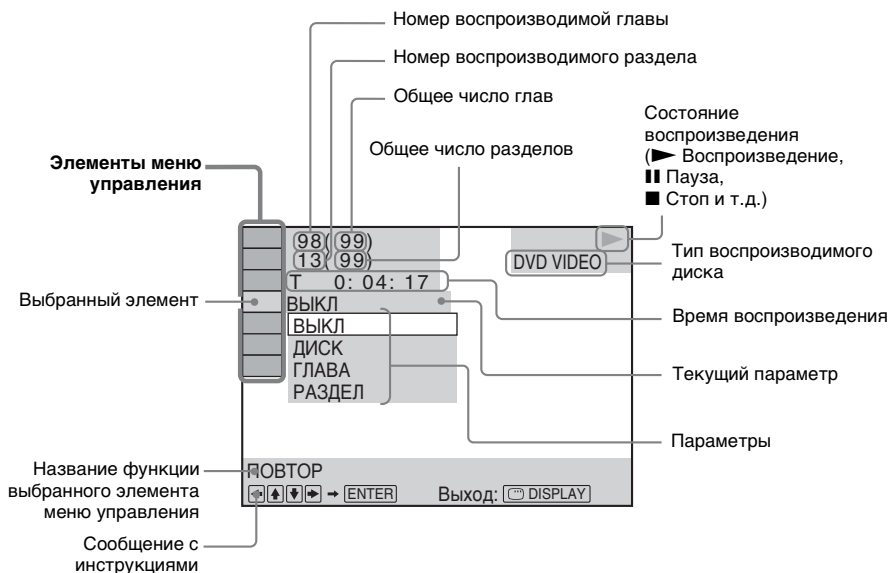 Номер воспроизводимой главы
Номер воспроизводимого раздела
Общее число глав
Общее число разделов
Состояние
воспроизведения
(► Воспроизведение,
▮▮ Пауза,
■ Стоп и т.д.)
Элементы меню
управления
98( 99)
13( 99)
DVD VIDEO
Тип воспроизводимого
диска
T 0: 04: 17
Время воспроизведения
Выбранный элемент
ВЫКЛ
ВЫКЛ
ДИСК
ГЛАВА
РАЗДЕЛ
Текущий параметр
Параметры
Название функции
выбранного элемента
меню управления
ПОВТОР
←↑↓→ → ENTER Выход: DISPLAY
Сообщение с
инструкциями